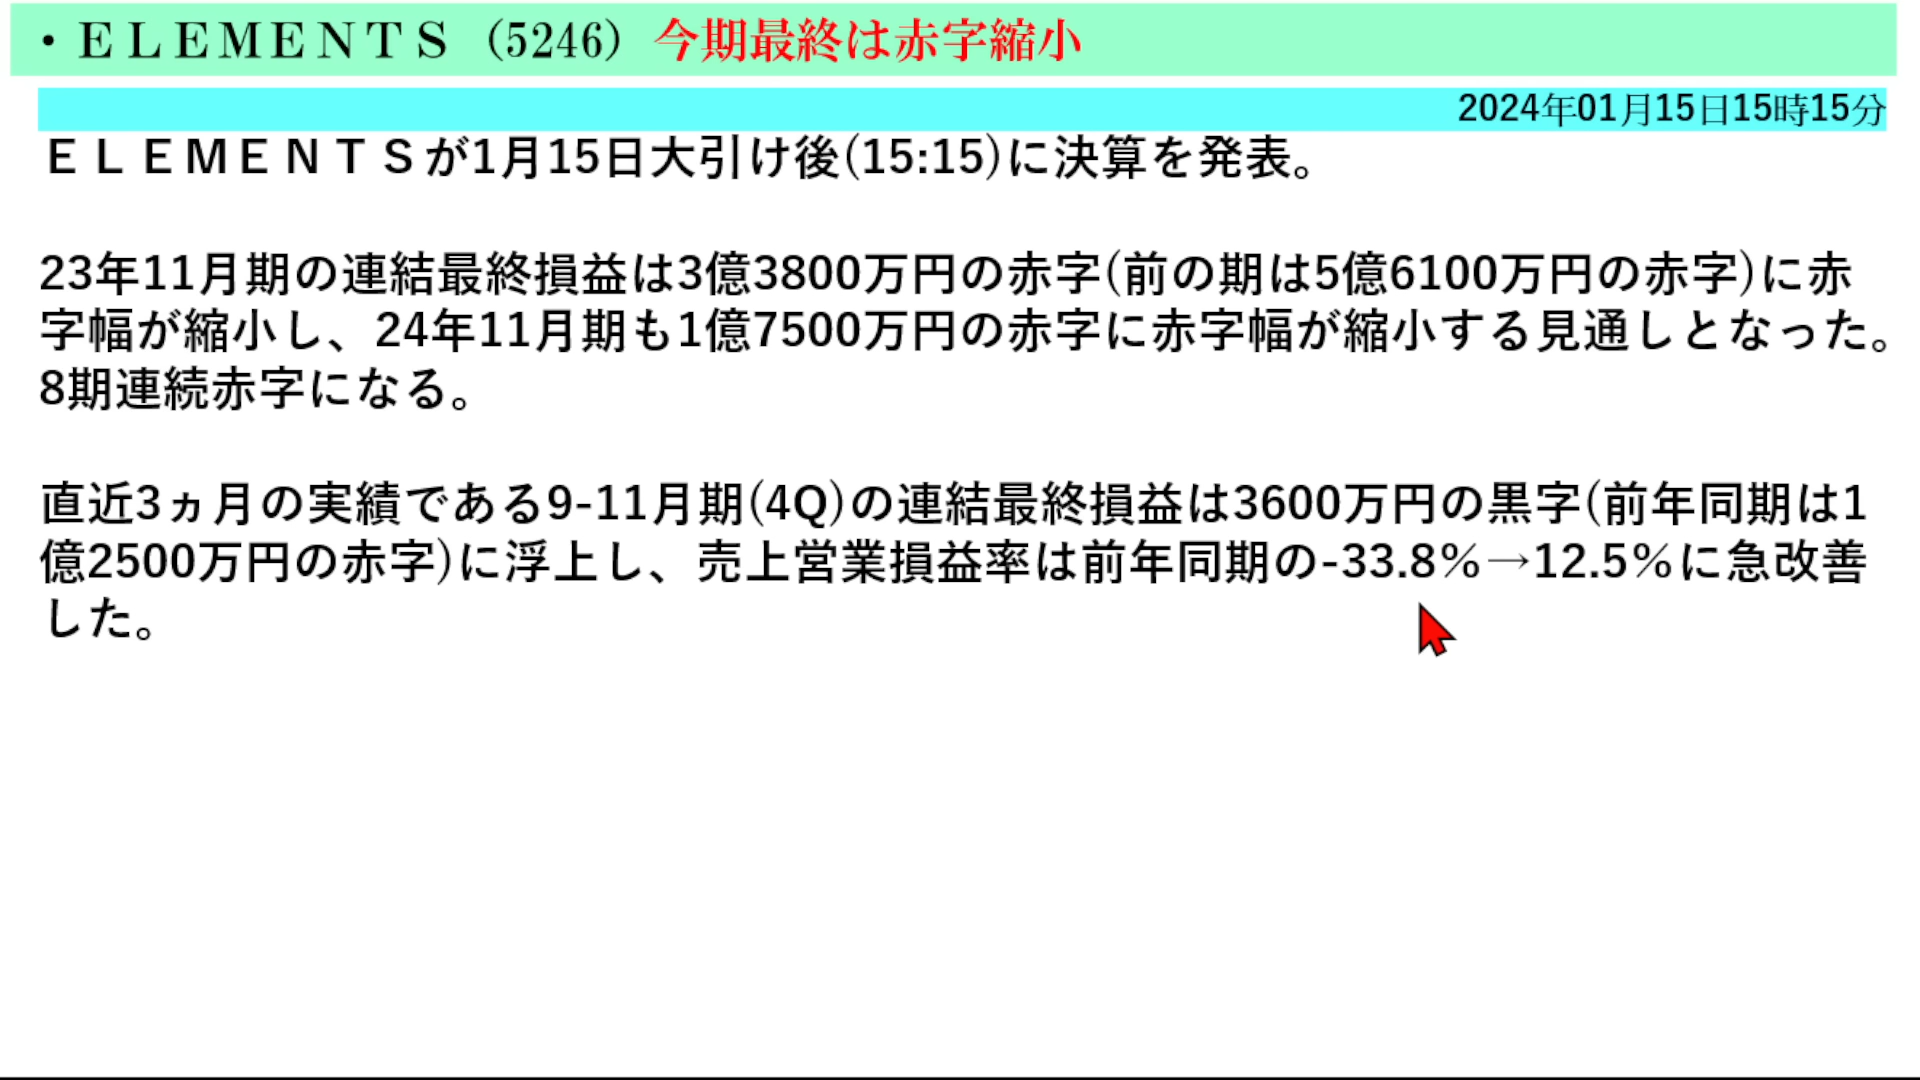 ・ＥＬＥＭＥＮＴＳ（5246）今期最終は赤字縮小
2024年01月15日15時15分
ＥＬＥＭＥＮＴＳが1月15日大引け後(15:15)に決算を発表。
23年11月期の連結最終損益は3億3800万円の赤字(前の期は5億6100万円の赤字)に赤
字幅が縮小し、24年11月期も1億7500万円の赤字に赤字幅が縮小する見通しとなった。
8期連続赤字になる。
直近3ヵ月の実績である9-11月期(4Q)の連結最終損益は3600万円の黒字(前年同期は1
億2500万円の赤字)に浮上し、売上営業損益率は前年同期の-33.8％→12.5％に急改善
した。